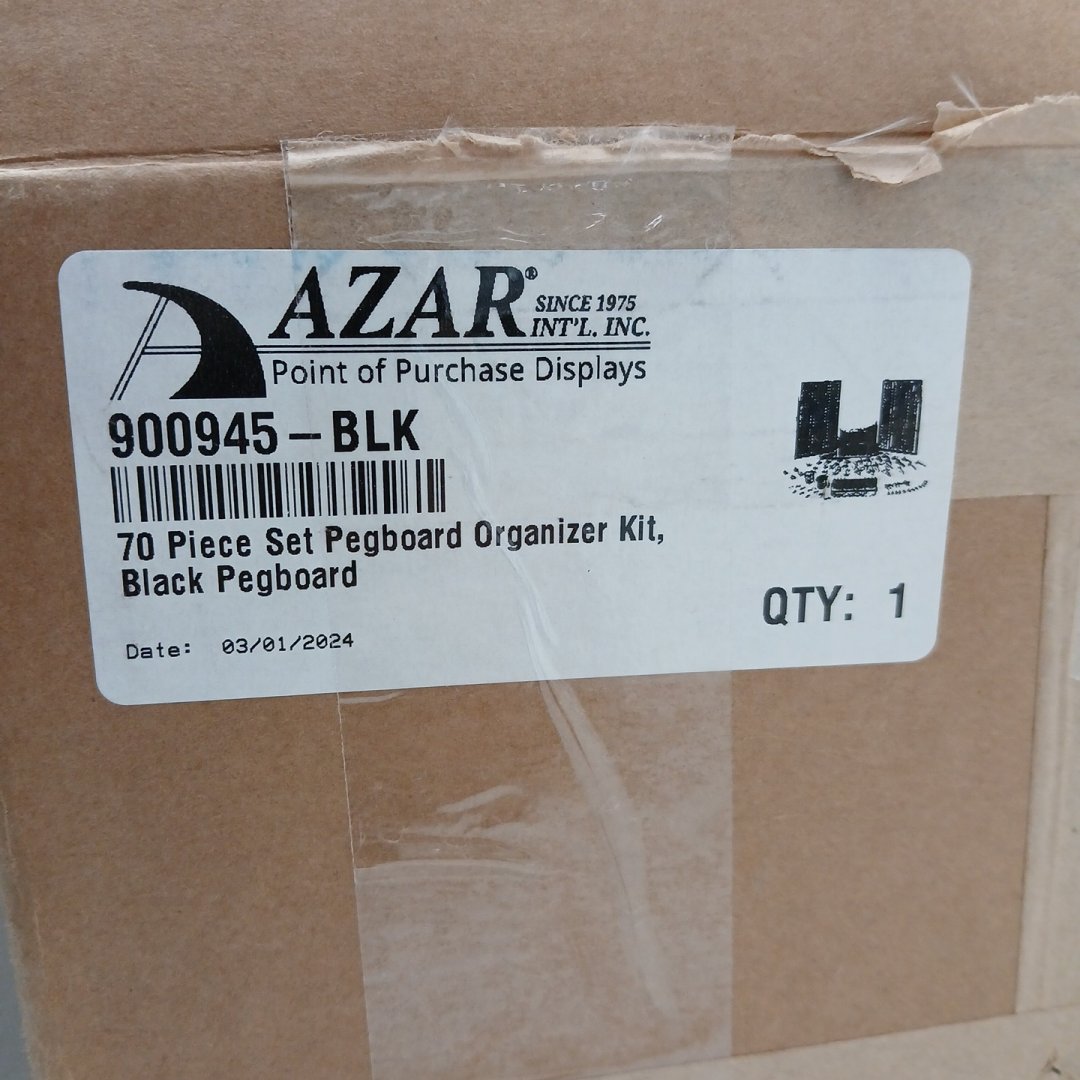 AZAR®
SINCE 1975
INT'L. INC.
Point of Purchase Displays
900945-BLK
70 Piece Set Pegboard Organizer Kit,
Black Pegboard
QTY: 1
Date: 03/01/2024